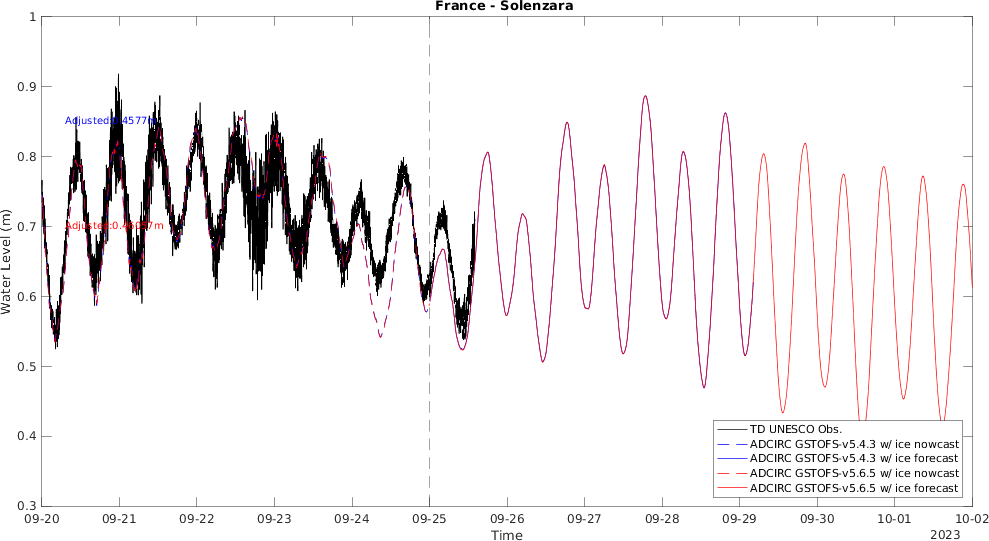 France - Solenzara
Water Level (m)
1
0.9
0.8
0.7
0.6
0.5
0.4
0.3
TD UNESCO Obs.
ADCIRC GSTOFS-v5.4.3 w/ ice nowcast
ADCIRC GSTOFS-v5.4.3 w/ ice forecast
ADCIRC GSTOFS-v5.6.5 w/ ice nowcast
ADCIRC GSTOFS-v5.6.5 w/ ice forecast
09-20
09-21
09-22
09-23
09-24
09-25
09-26
09-27
09-28
09-29
09-30
10-01
10-02
Time
2023